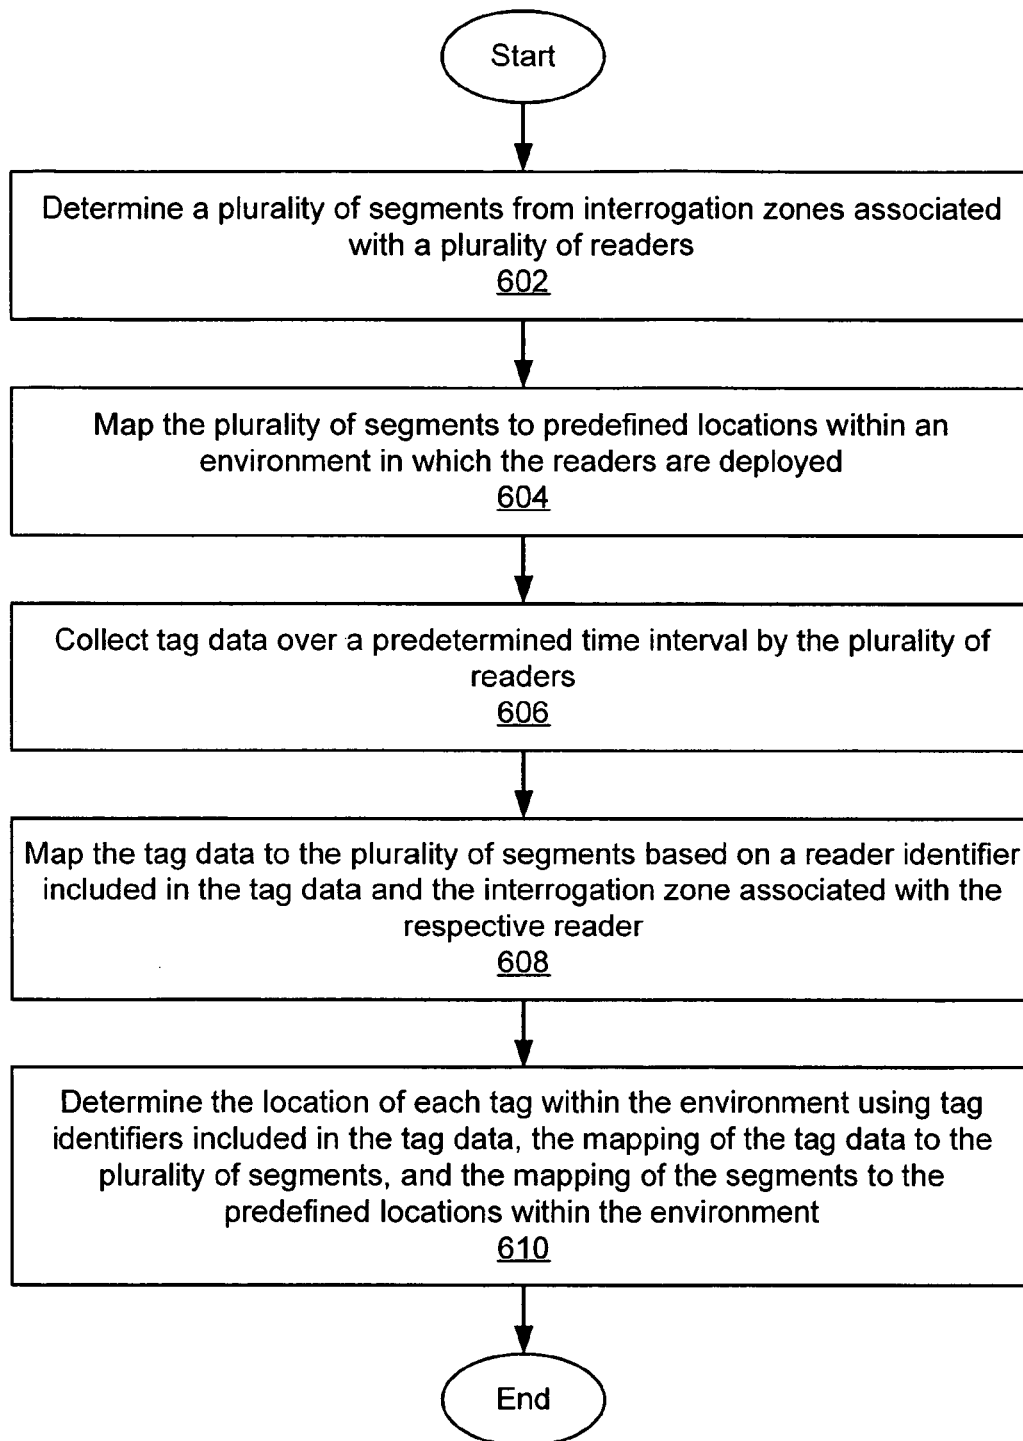 Start
Determine a plurality of segments from interrogation zones associated
with a plurality of readers
602
Map the plurality of segments to predefined locations within an
environment in which the readers are deployed
604
Collect tag data over a predetermined time interval by the plurality of
readers
606
Map the tag data to the plurality of segments based on a reader identifier
included in the tag data and the interrogation zone associated with the
respective reader
608
Determine the location of each tag within the environment using tag
identifiers included in the tag data, the mapping of the tag data to the
plurality of segments, and the mapping of the segments to the
predefined locations within the environment
610
End